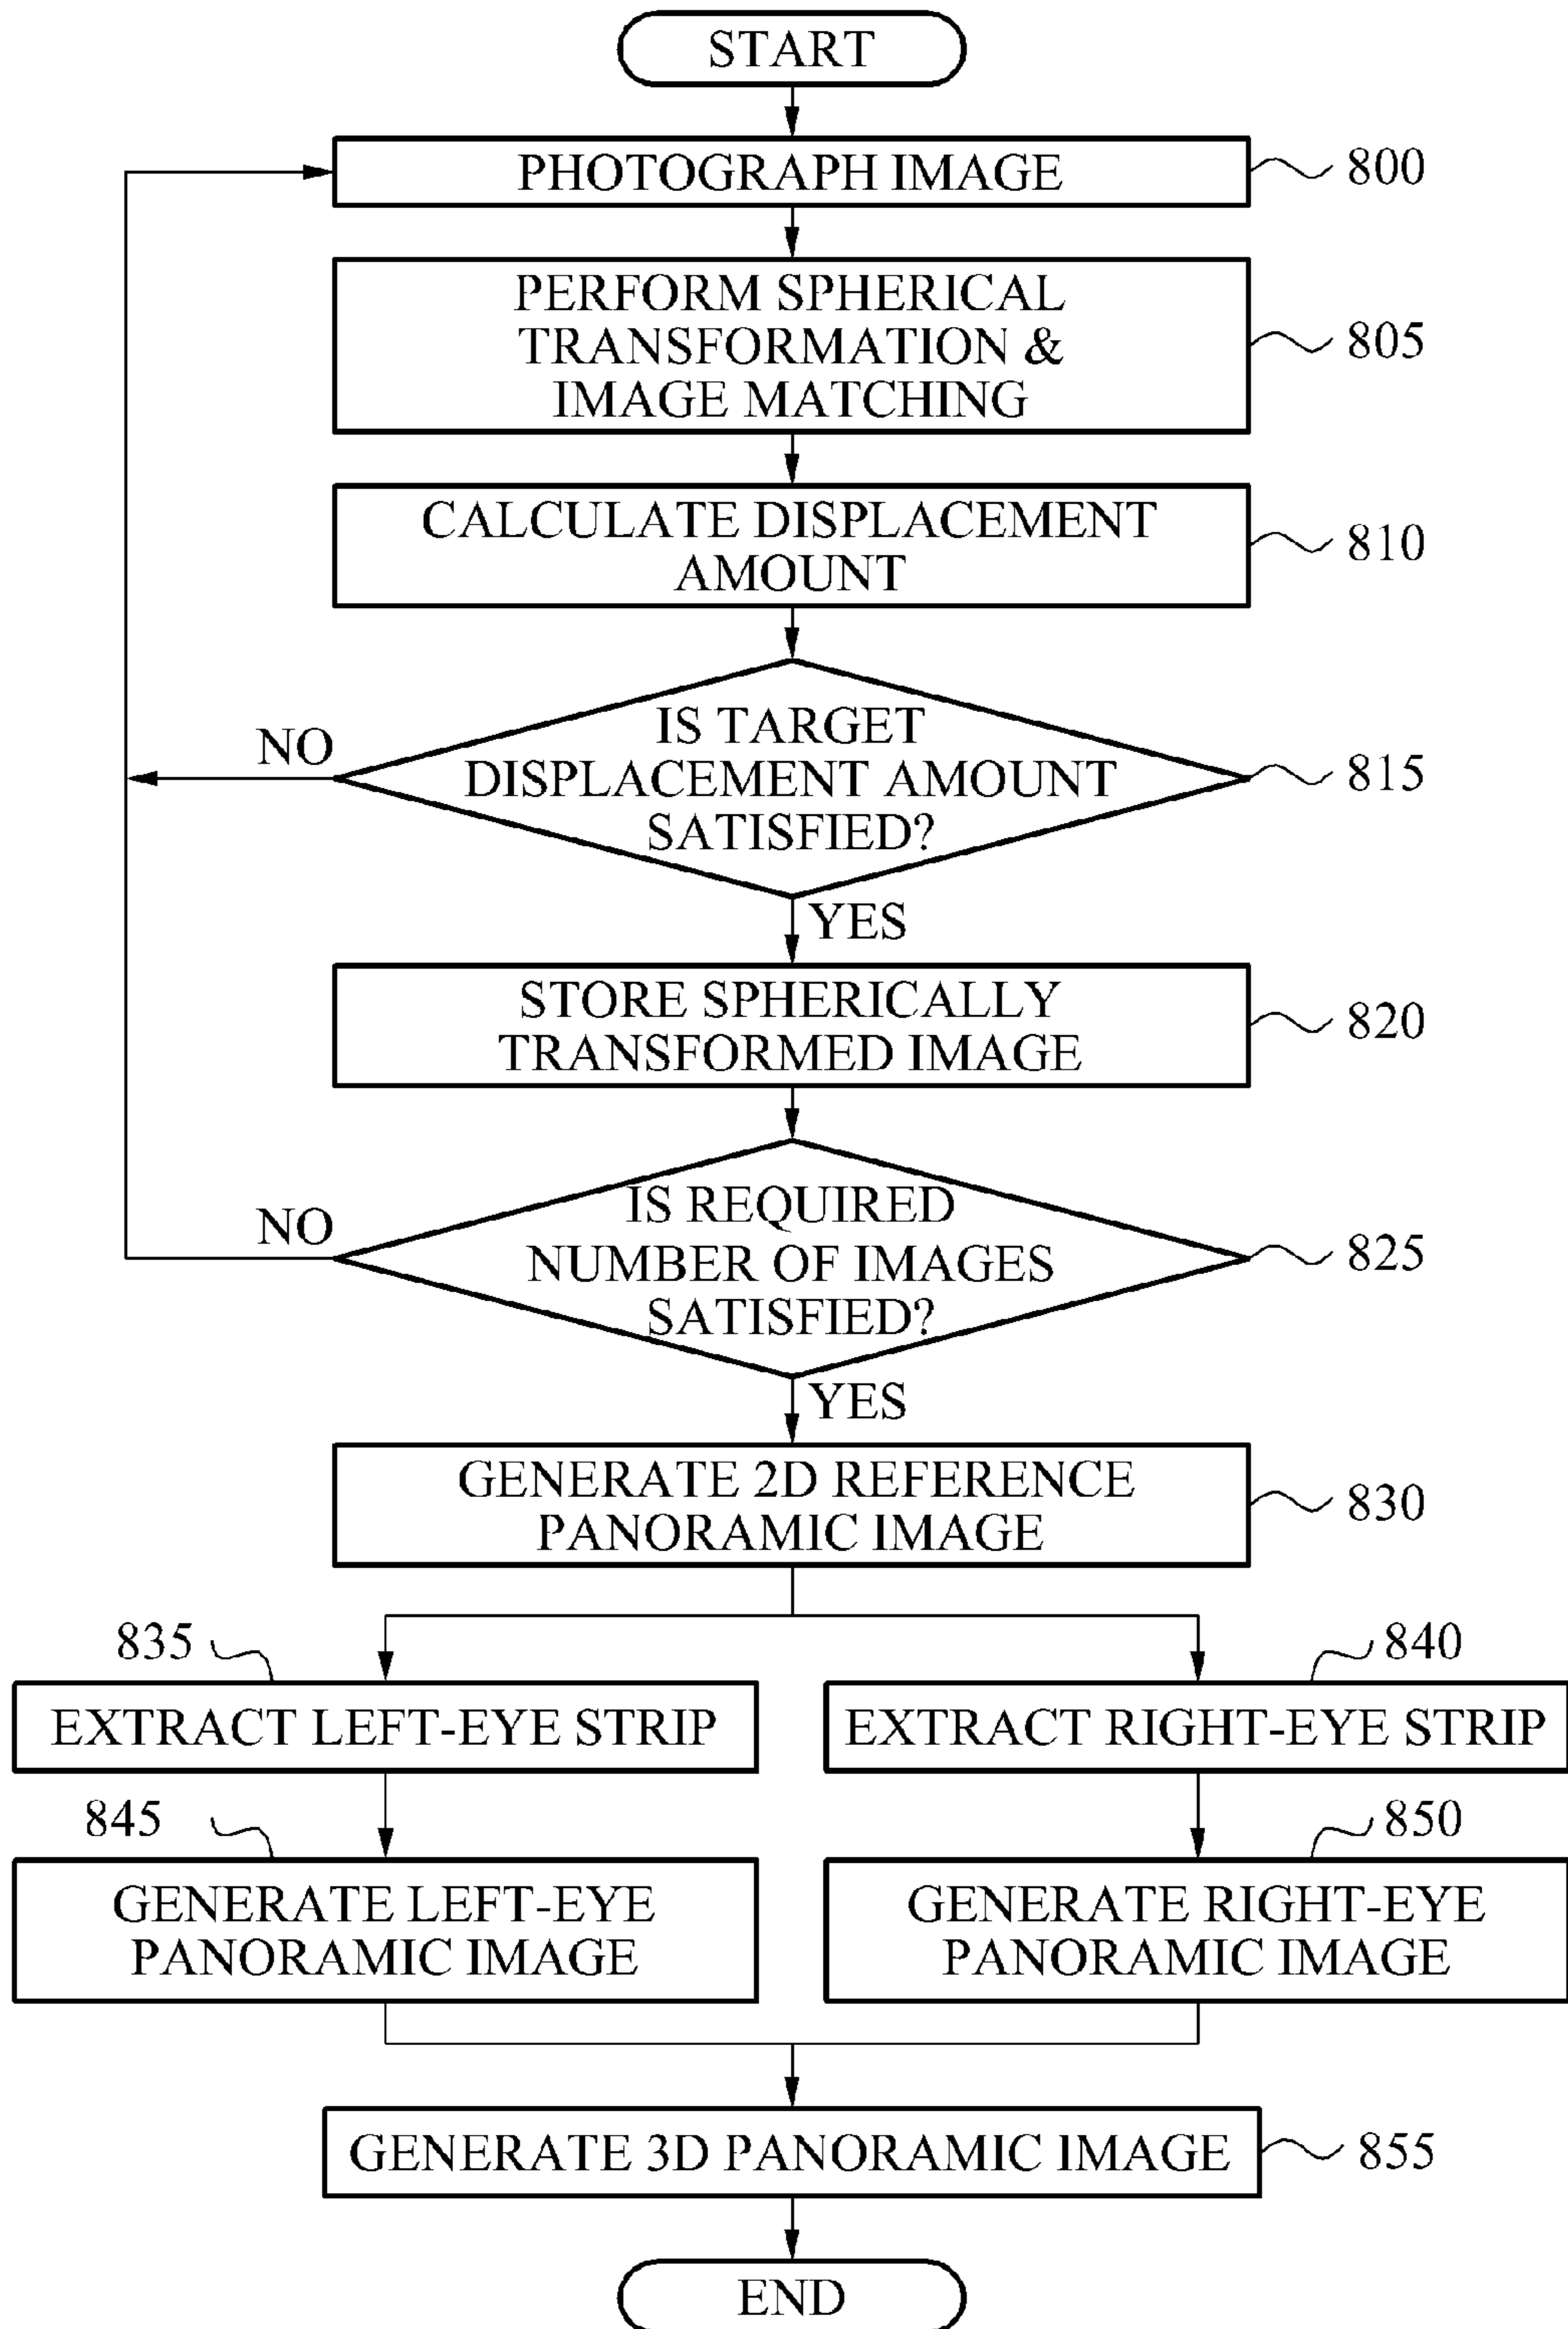 START
PHOTOGRAPH IMAGE
800
PERFORM SPHERICAL
TRANSFORMATION &
IMAGE MATCHING
805
CALCULATE DISPLACEMENT
AMOUNT
810
IS TARGET
DISPLACEMENT AMOUNT
SATISFIED?
815
NO
YES
STORE SPHERICALLY
TRANSFORMED IMAGE
820
IS REQUIRED
NUMBER OF IMAGES
SATISFIED?
825
NO
YES
GENERATE 2D REFERENCE
PANORAMIC IMAGE
830
835
840
EXTRACT LEFT-EYE STRIP
EXTRACT RIGHT-EYE STRIP
845
850
GENERATE LEFT-EYE
PANORAMIC IMAGE
GENERATE RIGHT-EYE
PANORAMIC IMAGE
GENERATE 3D PANORAMIC IMAGE
855
END